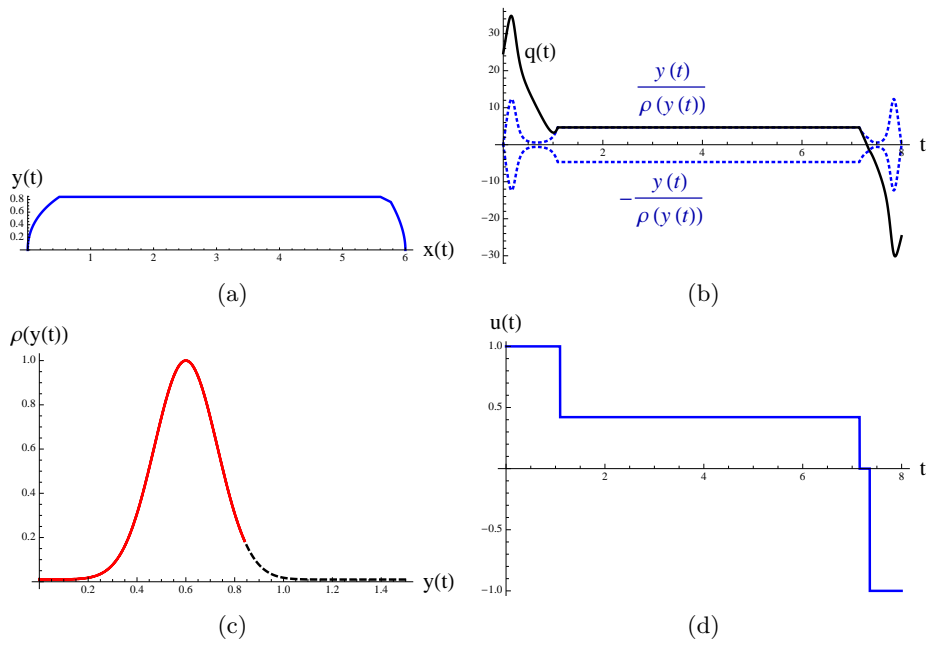 y(t)
0.8
0.6
0.4
0.2
1 2 3 4 5 6
x(t)
(a)
30
20
10
-10
-20
-30
q(t)
y(t)
ρ(y(t))
2 4 6 8
t
− y(t)
ρ(y(t))
(b)
ρ(y(t))
1.0
0.8
0.6
0.4
0.2
0.2 0.4 0.6 0.8 1.0 1.2 1.4
y(t)
(c)
u(t)
1.0
0.5
-0.5
-1.0
2 4 6 8
t
(d)